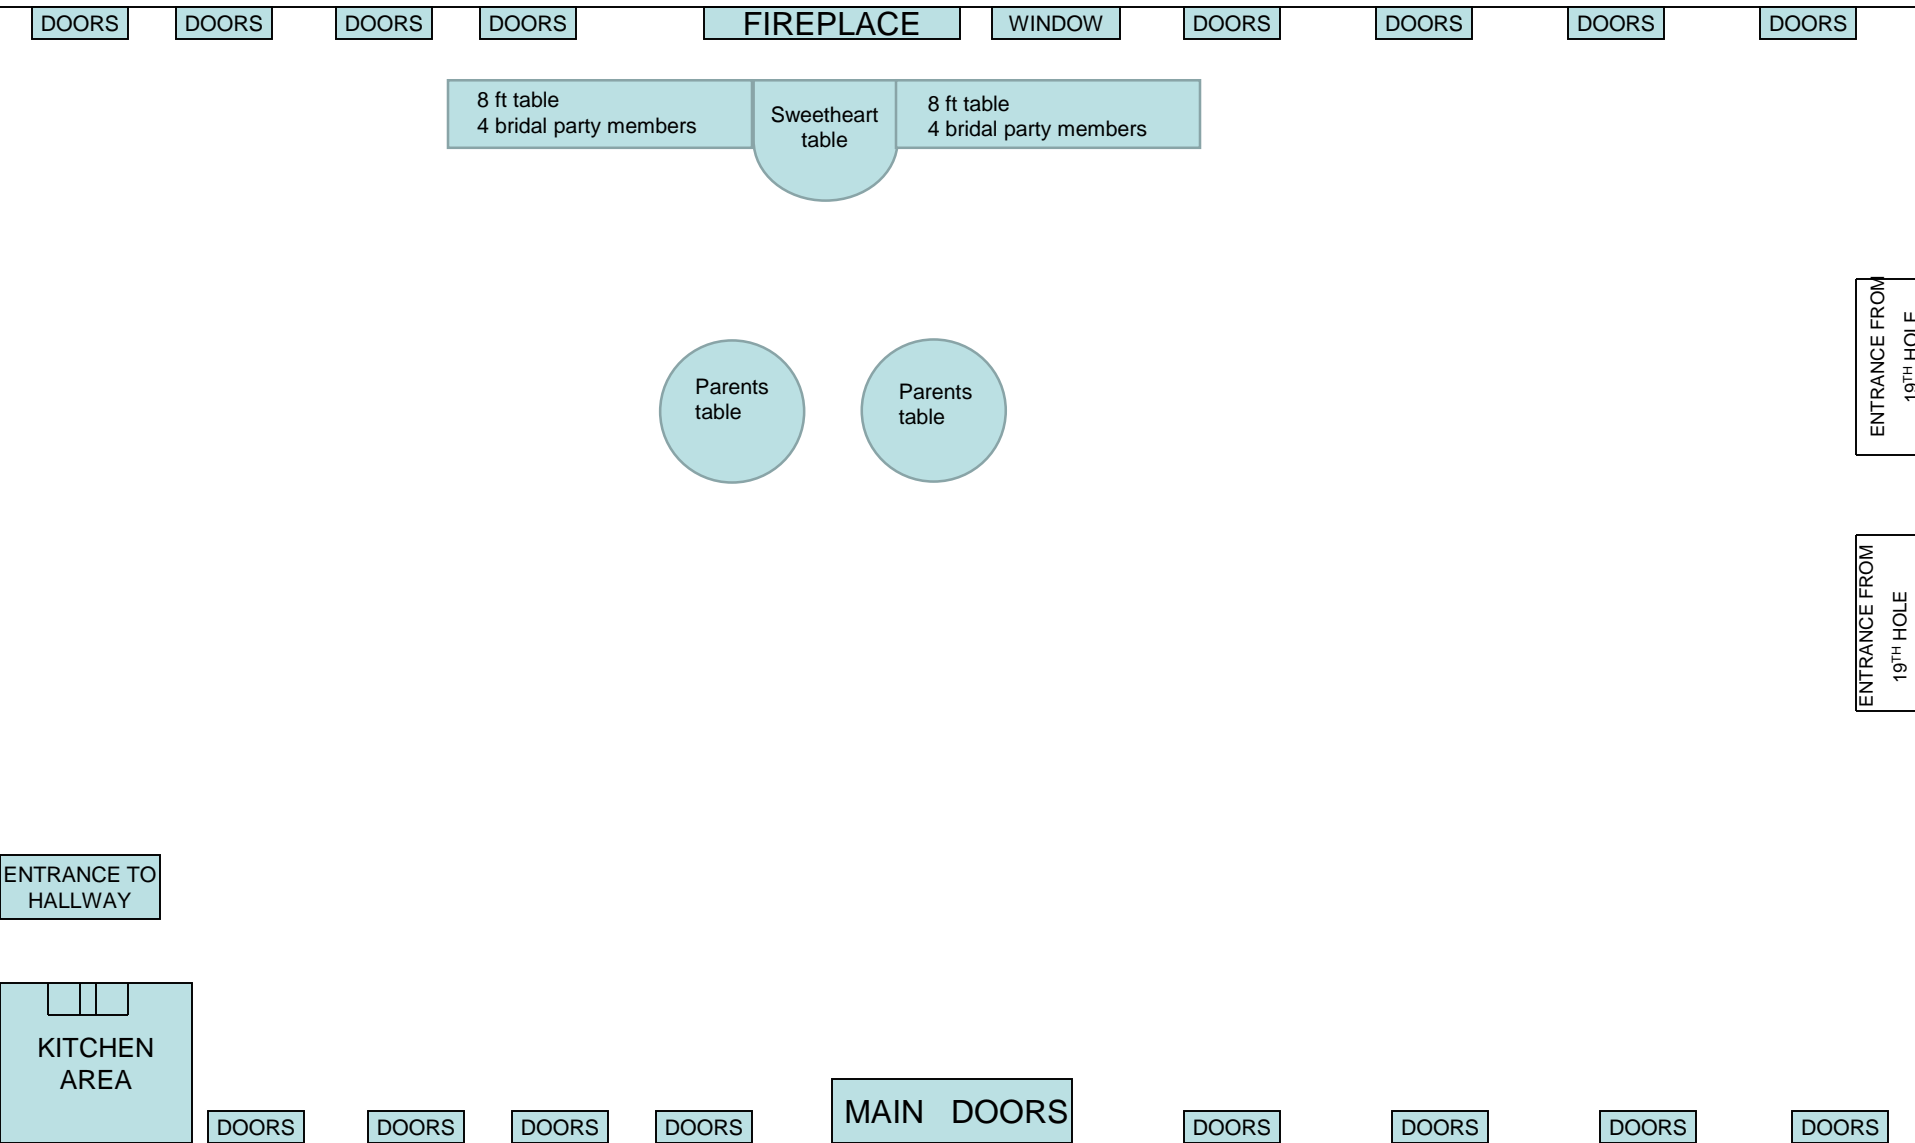 DOORS
DOORS
DOORS
DOORS
FIREPLACE
WINDOW
DOORS
DOORS
DOORS
DOORS
8 ft table
4 bridal party members
Sweetheart
table
8 ft table
4 bridal party members
ENTRANCE FROM
19TH HOLE
Parents
table
Parents
table
ENTRANCE FROM
19TH HOLE
ENTRANCE TO
HALLWAY
KITCHEN
AREA
MAIN DOORS
DOORS
DOORS
DOORS
DOORS
DOORS
DOORS
DOORS
DOORS